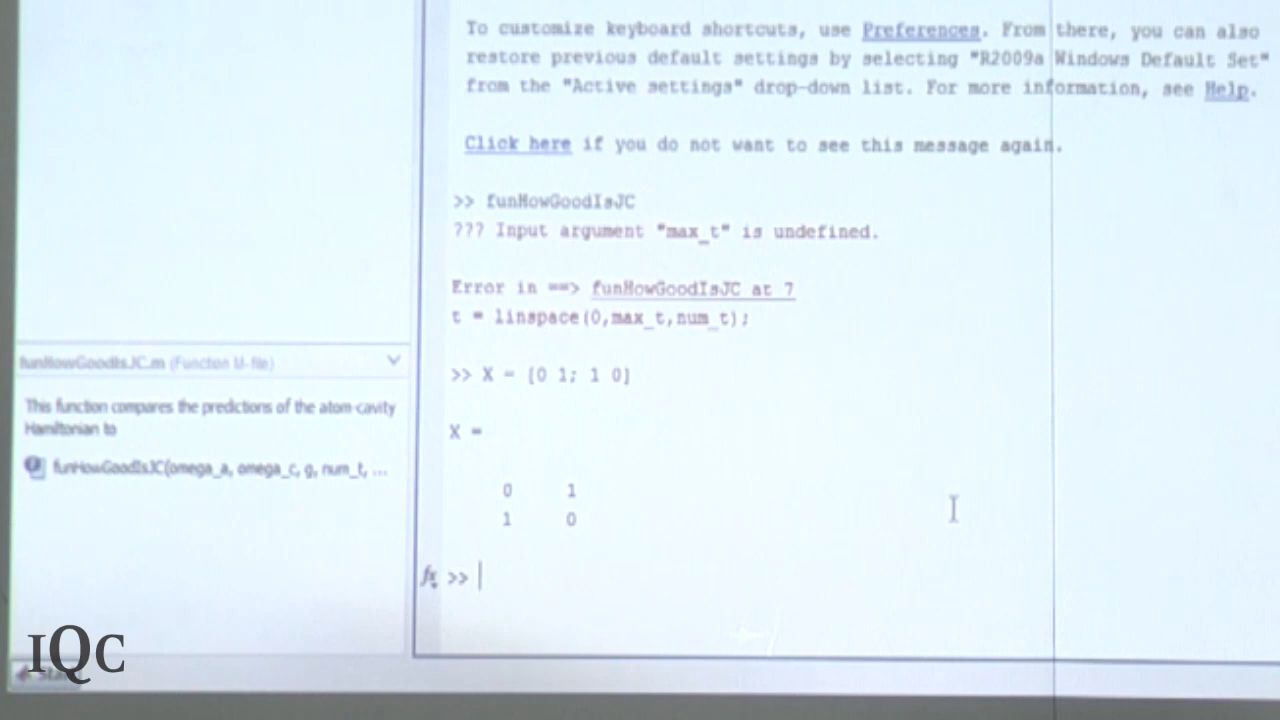 To customize keyboard shortcuts, use Preferences. From there, you can also
restore previous default settings by selecting "R2009a Windows Default Set"
from the "Active settings" drop-down list. For more information, see Help.
Click here if you do not want to see this message again.
>> funHowGoodIsJC
??? Input argument "max_t" is undefined.
Error in ==> funHowGoodIsJC at 7
t = linspace(0,max_t,num_t);
>> X = [0 1; 1 0]
X =
0 1
1 0
fx >>
funHowGoodIsJC.m (Function M-file)
This function compares the predictions of the atom-cavity
Hamiltonian to
funHowGoodIsJC(omega_a, omega_c, g, num_t, ...
IQC